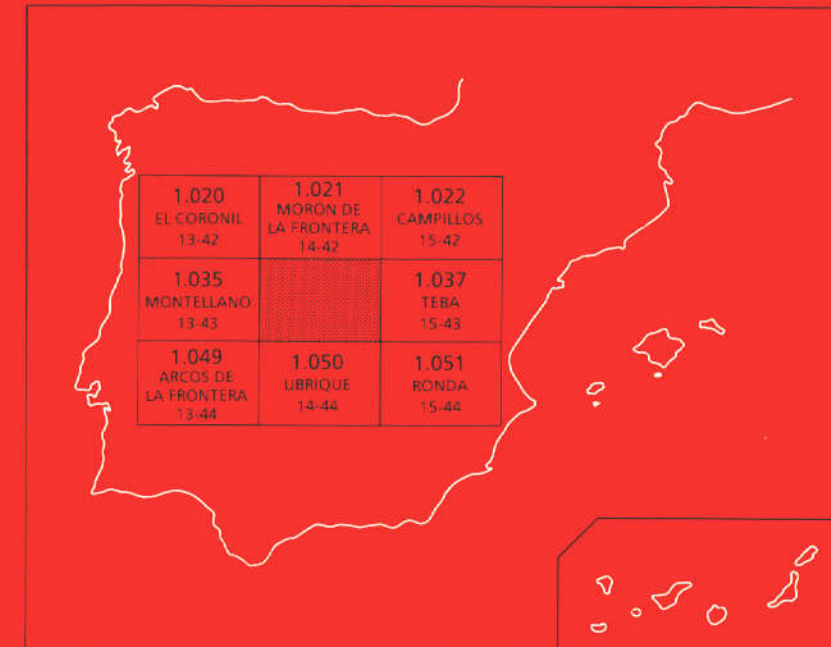 1.020
EL CORONIL
13-42
1.021
MORON DE
LA FRONTERA
14-42
1.022
CAMPILLOS
15-42
1.035
MONTELLANO
13-43
1.037
TEBA
15-43
1.049
ARCOS DE
LA FRONTERA
13-44
1.050
UBRIQUE
14-44
1.051
RONDA
15-44